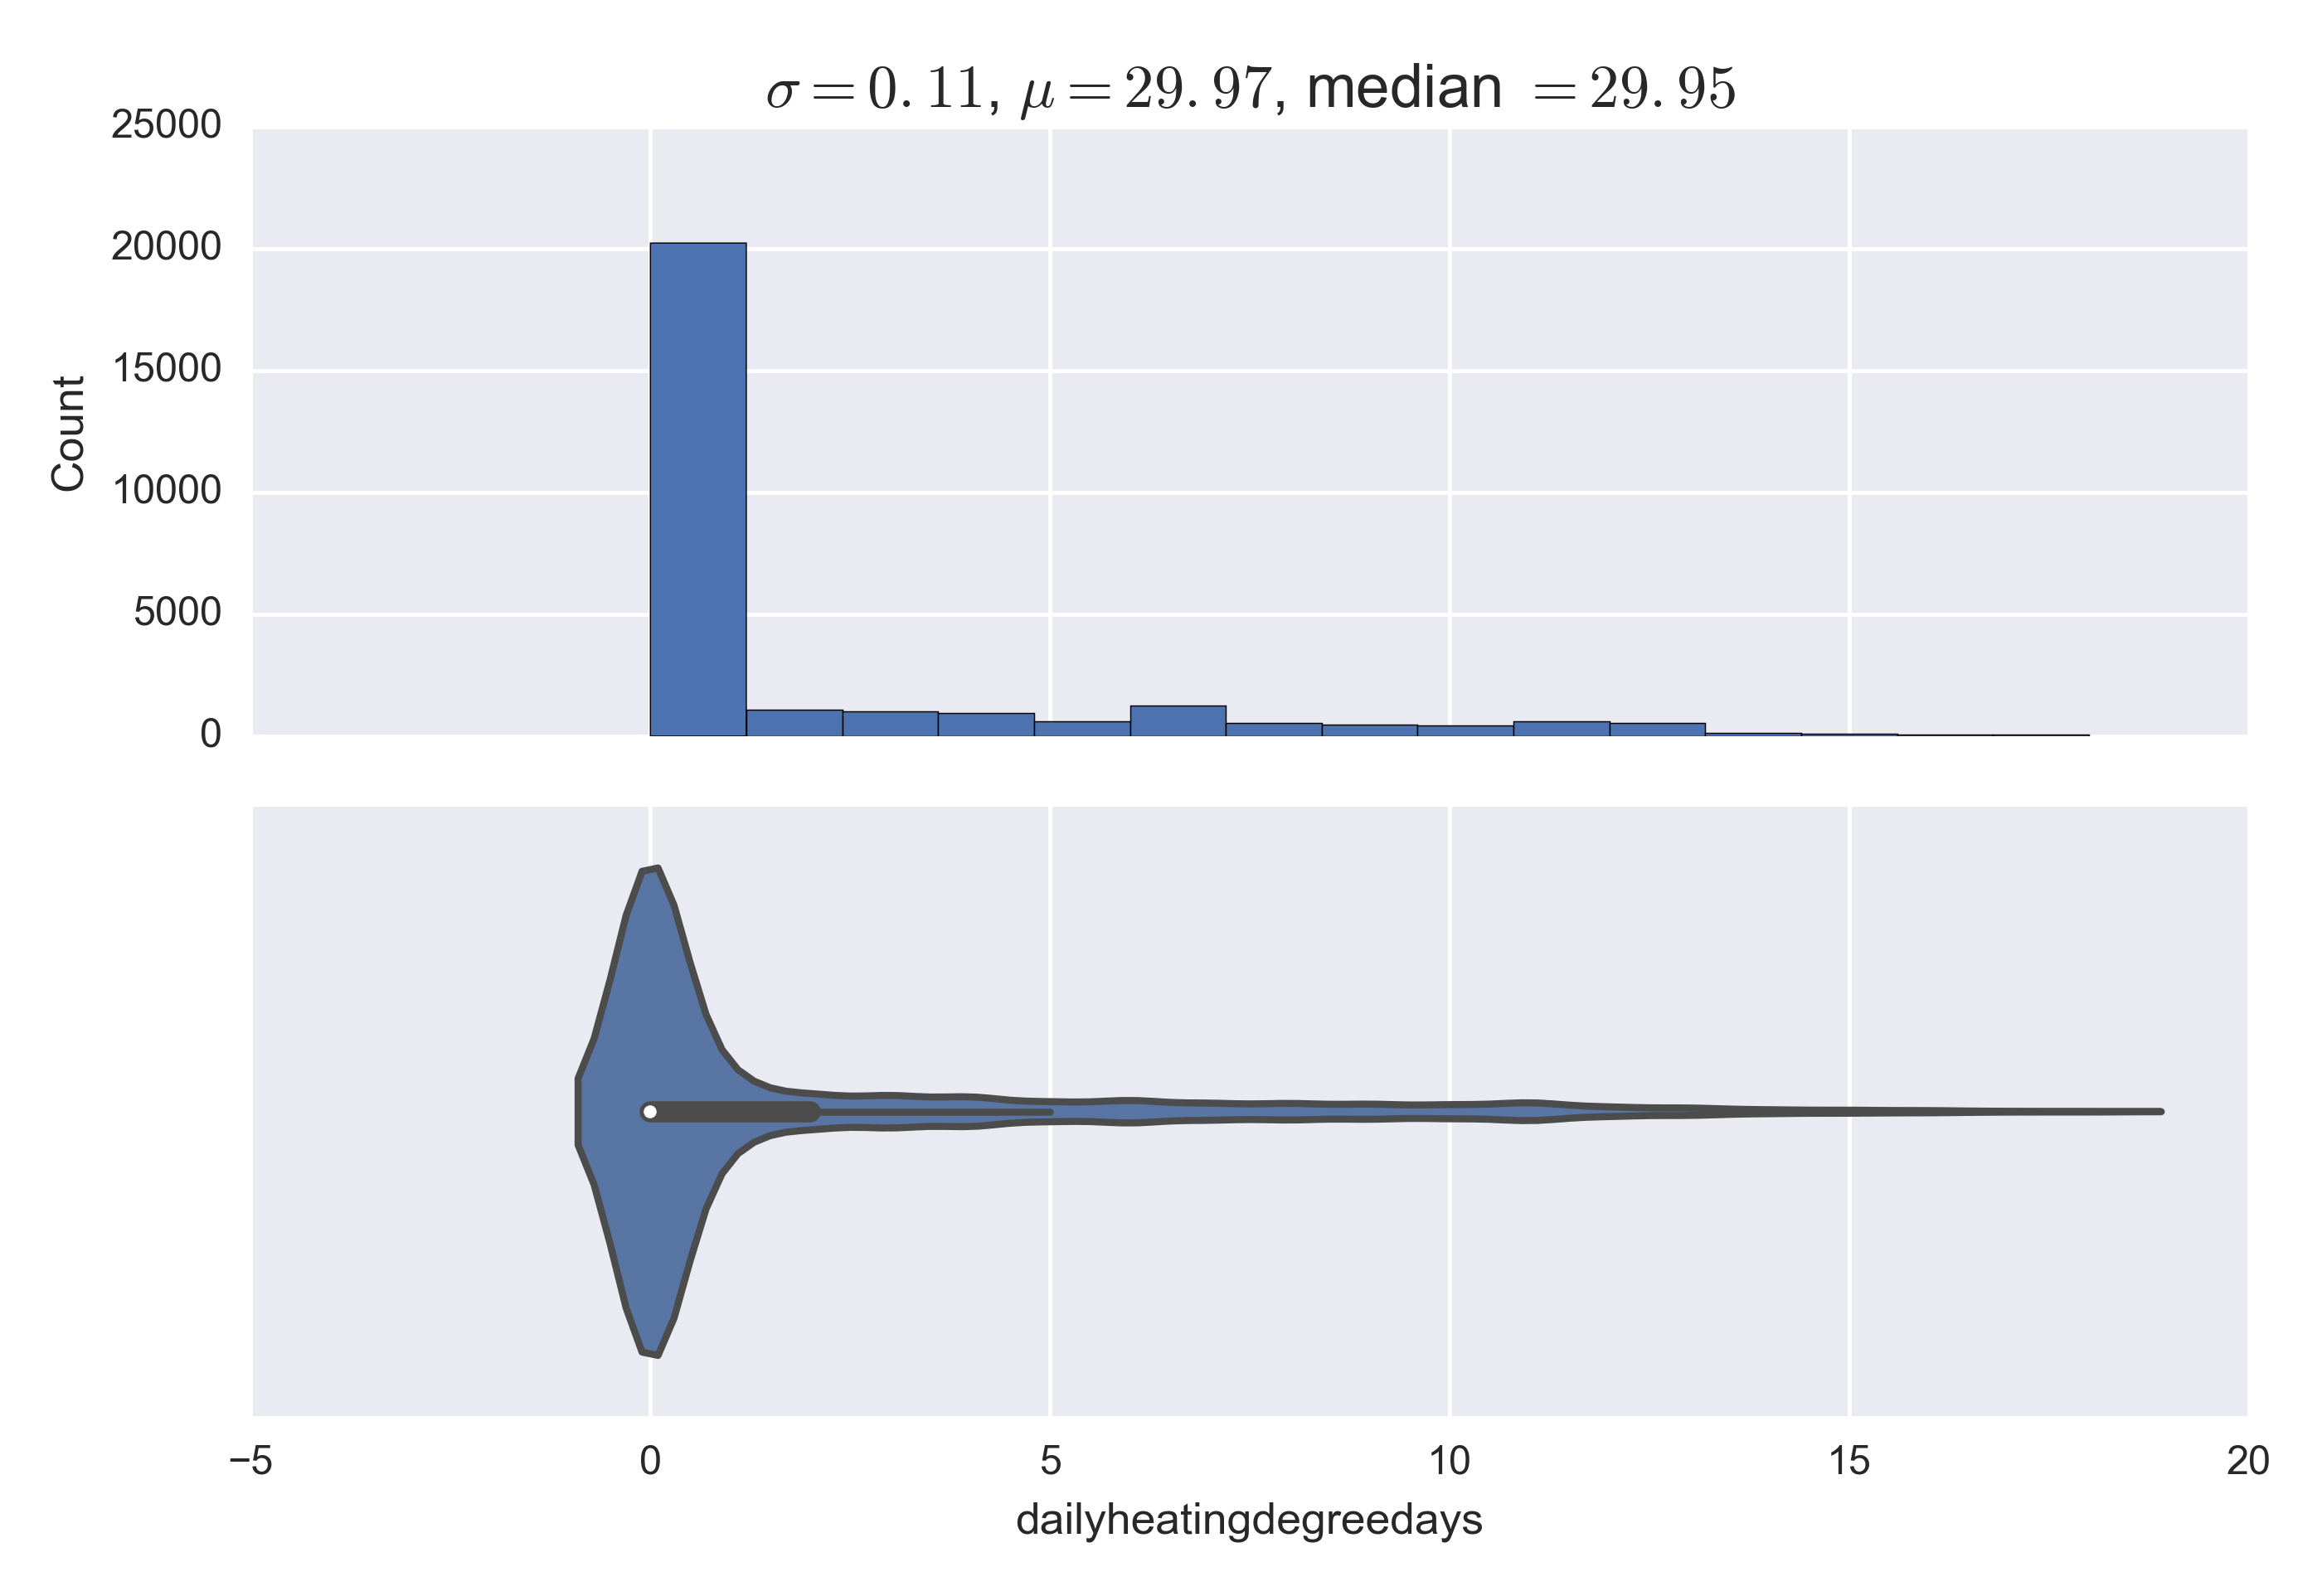 σ = 0.11, μ = 29.97, median = 29.95
25000
20000
15000
10000
5000
0
Count
−5 0 5 10 15 20
dailyheatingdegreedays